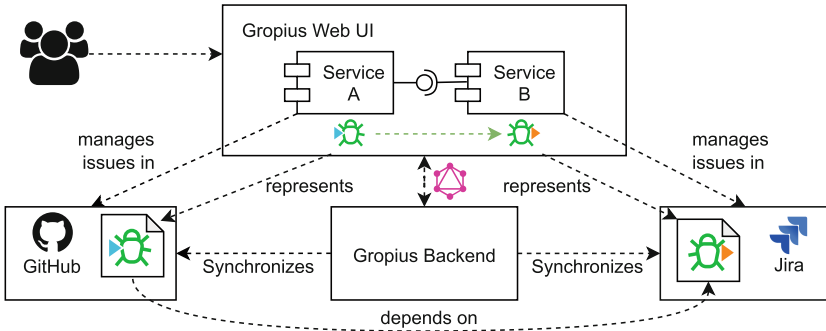 Gropius Web UI
Service
A
Service
B
manages
issues in
manages
issues in
represents
represents
GitHub
Gropius Backend
Jira
Synchronizes
Synchronizes
depends on